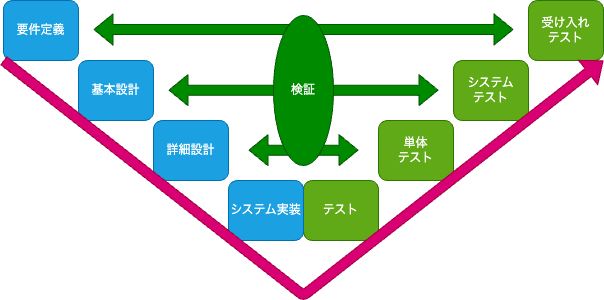 要件定義
受け入れ
テスト
基本設計
検証
システム
テスト
詳細設計
単体
テスト
システム実装
テスト